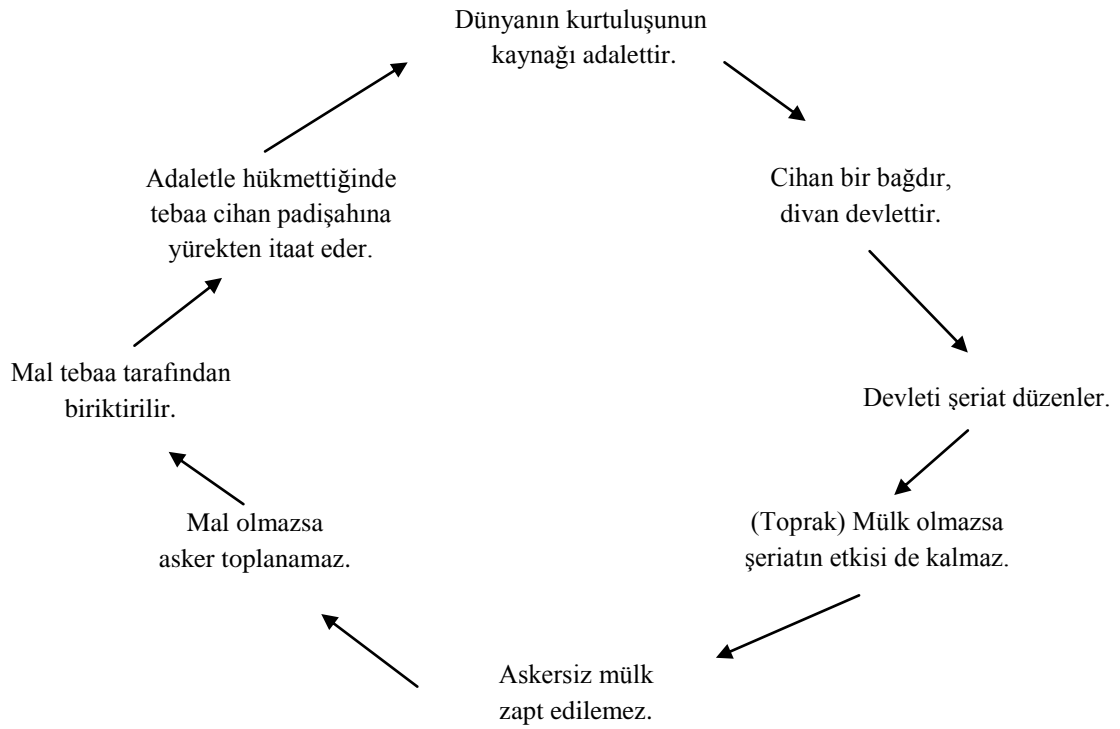 Dünyanın kurtuluşunun
kaynağı adalettir.
Cihan bir bağdır,
divan devlettir.
Devleti şeriat düzenler.
(Toprak) Mülk olmazsa
şeriatın etkisi de kalmaz.
Askersiz mülk
zapt edilemez.
Mal olmazsa
asker toplanamaz.
Mal tebaa tarafından
biriktirilir.
Adaletle hükmettiğinde
tebaa cihan padişahına
yürekten itaat eder.